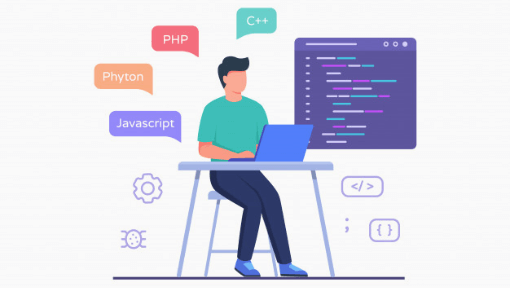 C++
PHP
Phyton
Javascript
</>
;
{ }